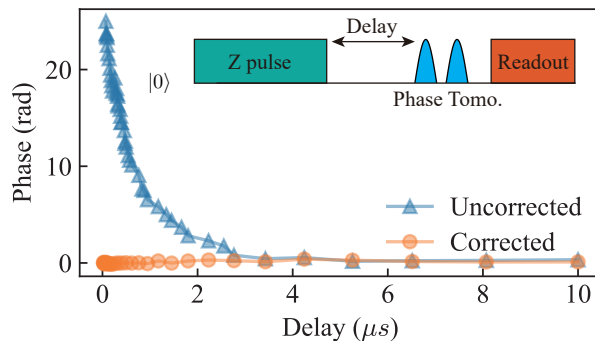 Delay
Z pulse
Readout
|0⟩
Phase Tomo.
Phase (rad)
20
10
0
Uncorrected
Corrected
0 2 4 6 8 10
Delay (μs)